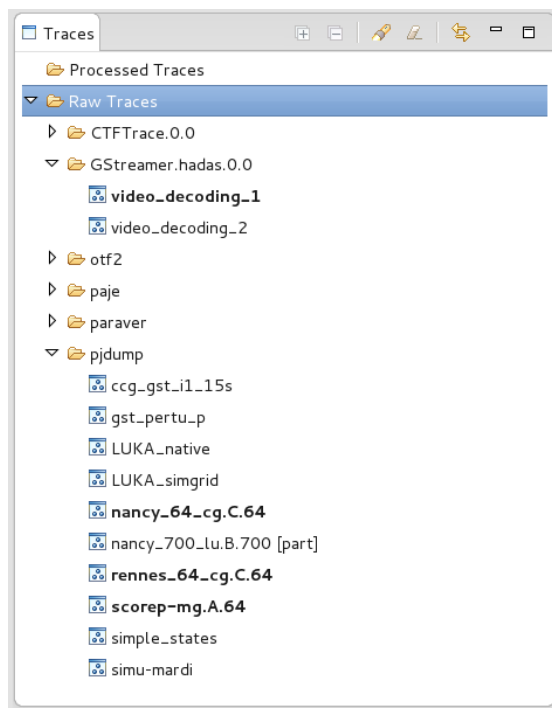 Traces
Processed Traces
Raw Traces
CTFTrace.0.0
GStreamer.hadas.0.0
video_decoding_1
video_decoding_2
otf2
paje
paraver
pjdump
ccg_gst_i1_15s
gst_pertu_p
LUKA_native
LUKA_simgrid
nancy_64_cg.C.64
nancy_700_lu.B.700 [part]
rennes_64_cg.C.64
scorep-mg.A.64
simple_states
simu-mardi